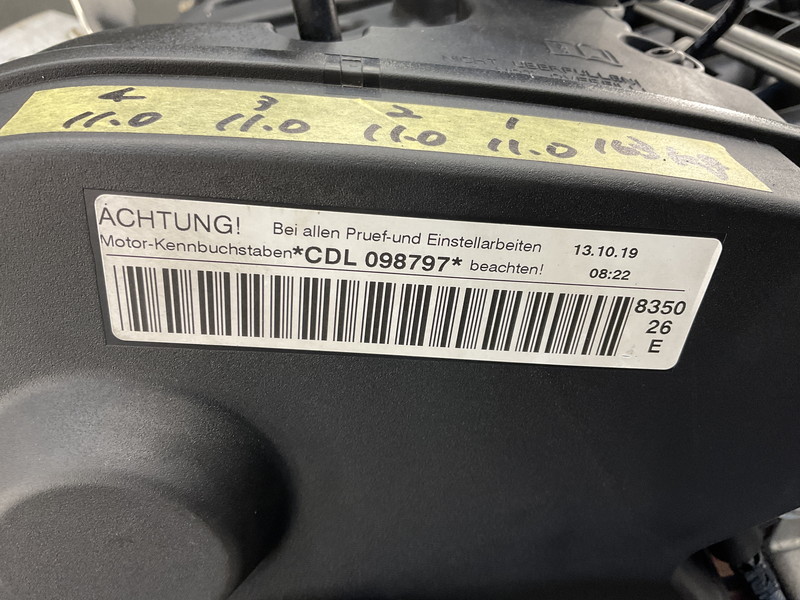 4 3 2 1
11.0 11.0 11.0 11.0
ACHTUNG! Bei allen Pruef-und Einstellarbeiten 13.10.19
Motor-Kennbuchstaben *CDL 098797* beachten! 08:22
8350
26
E